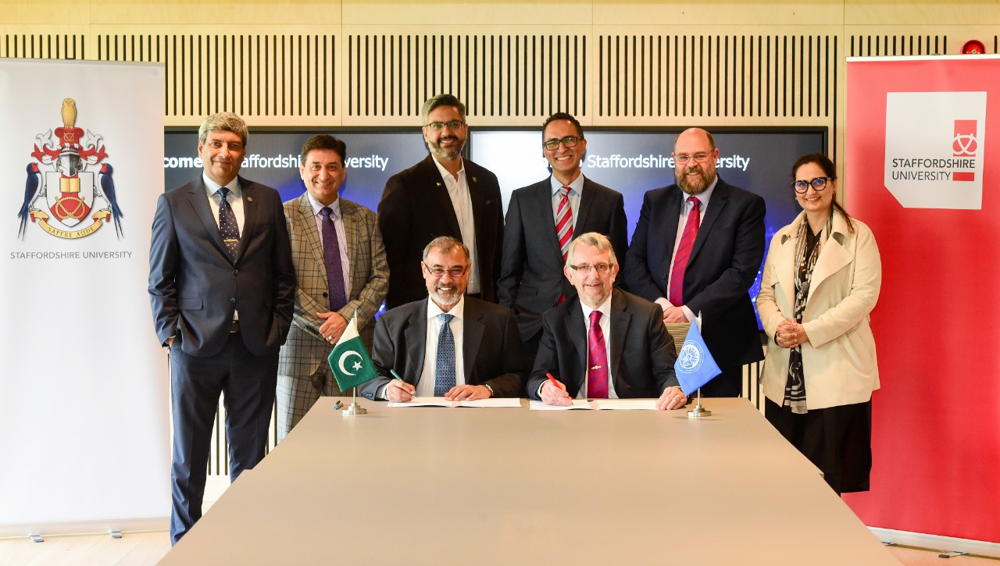 SAPERE AUDE
STAFFORDSHIRE UNIVERSITY
come
Staffordshire
University
Staffordshire
University
STAFFORDSHIRE
UNIVERSITY